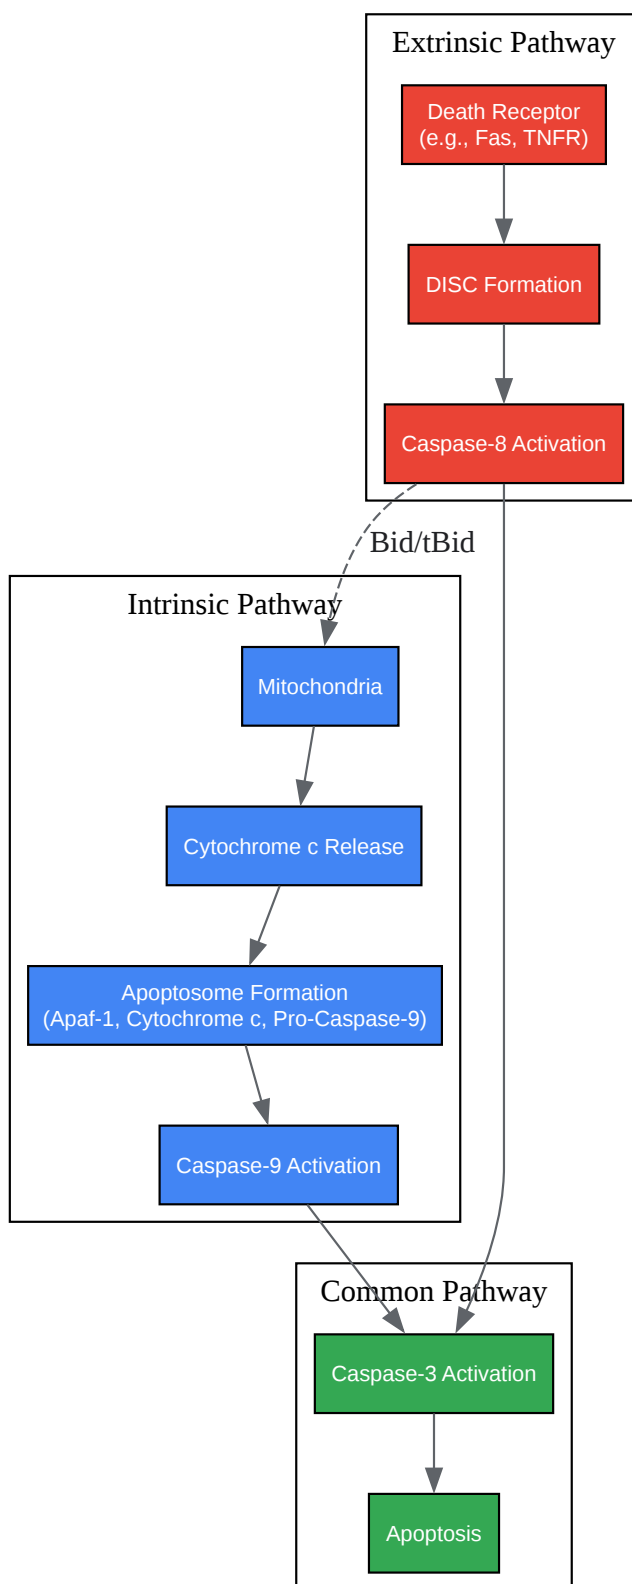 Extrinsic Pathway
Death Receptor
(e.g., Fas, TNFR)
DISC Formation
Caspase-8 Activation
Bid/tBid
Intrinsic Pathway
Mitochondria
Cytochrome c Release
Apoptosome Formation
(Apaf-1, Cytochrome c, Pro-Caspase-9)
Caspase-9 Activation
Common Pathway
Caspase-3 Activation
Apoptosis